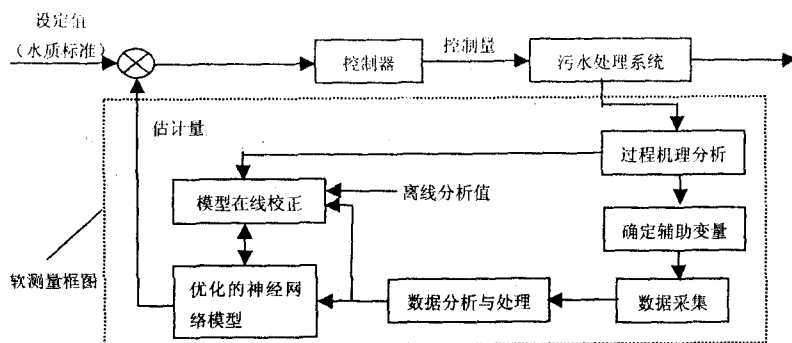 设定值
（水质标准）
控制器
控制量
污水处理系统
估计量
过程机理分析
模型在线校正
离线分析值
确定辅助变量
软测量框图
优化的神经网
络模型
数据分析与处理
数据采集